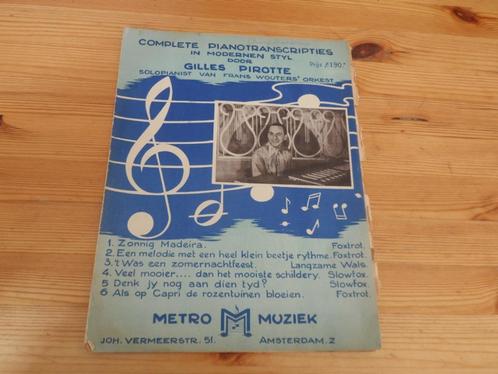 COMPLETE PIANOTRANSCRIPTIES
IN MODERNEN STYL
DOOR
GILLES PIROTTE
Prijs f 1.90
SOLOPIANIST VAN FRANS WOUTERS' ORKEST
1. Zonnig Madeira. Foxtrot.
2. Een melodie met een heel klein beetje rythme. Foxtrot.
3. 't Was een zomernachtfeest. Langzame Wals.
4. Veel mooier.... dan het mooiste schildery. Slowfox.
5 Denk jy nog aan dien tyd? Slowfox.
6 Als op Capri de rozentuinen bloeien. Foxtrot.
METRO M MUZIEK
JOH. VERMEERSTR. 51. AMSTERDAM. Z